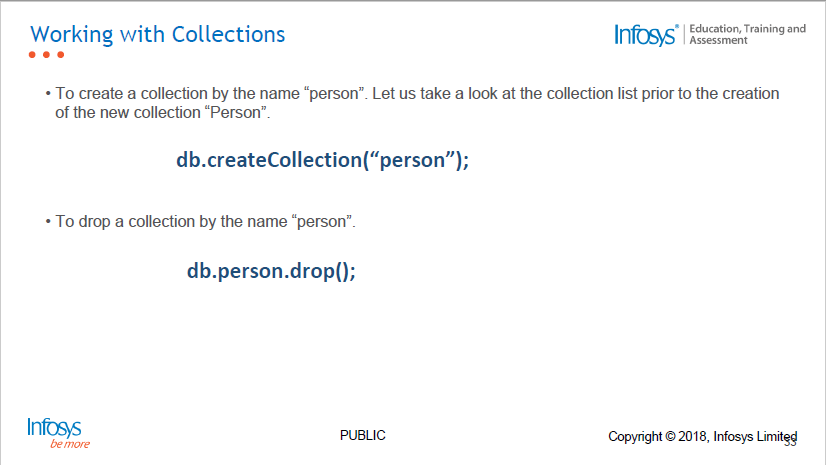 Working with Collections
Infosys® | Education, Training and
Assessment
• To create a collection by the name “person”. Let us take a look at the collection list prior to the creation
of the new collection “Person”.
db.createCollection(“person”);
• To drop a collection by the name “person”.
db.person.drop();
Infosys
be more
PUBLIC
Copyright © 2018, Infosys Limited
33